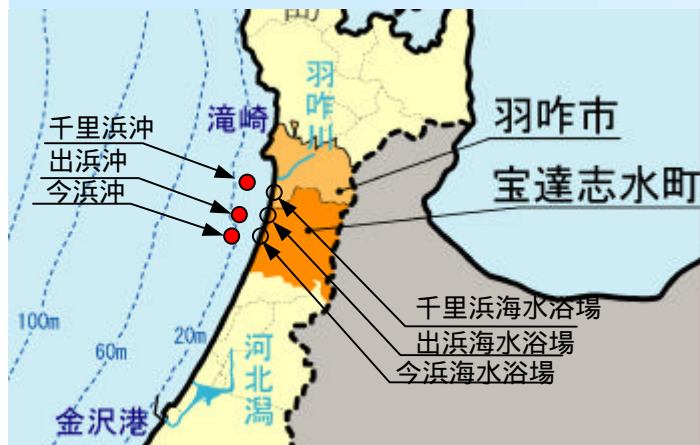 羽咋川
滝崎
羽咋市
千里浜沖
出浜沖
今浜沖
宝達志水町
千里浜海水浴場
出浜海水浴場
今浜海水浴場
100m
60m
20m
河北潟
金沢港